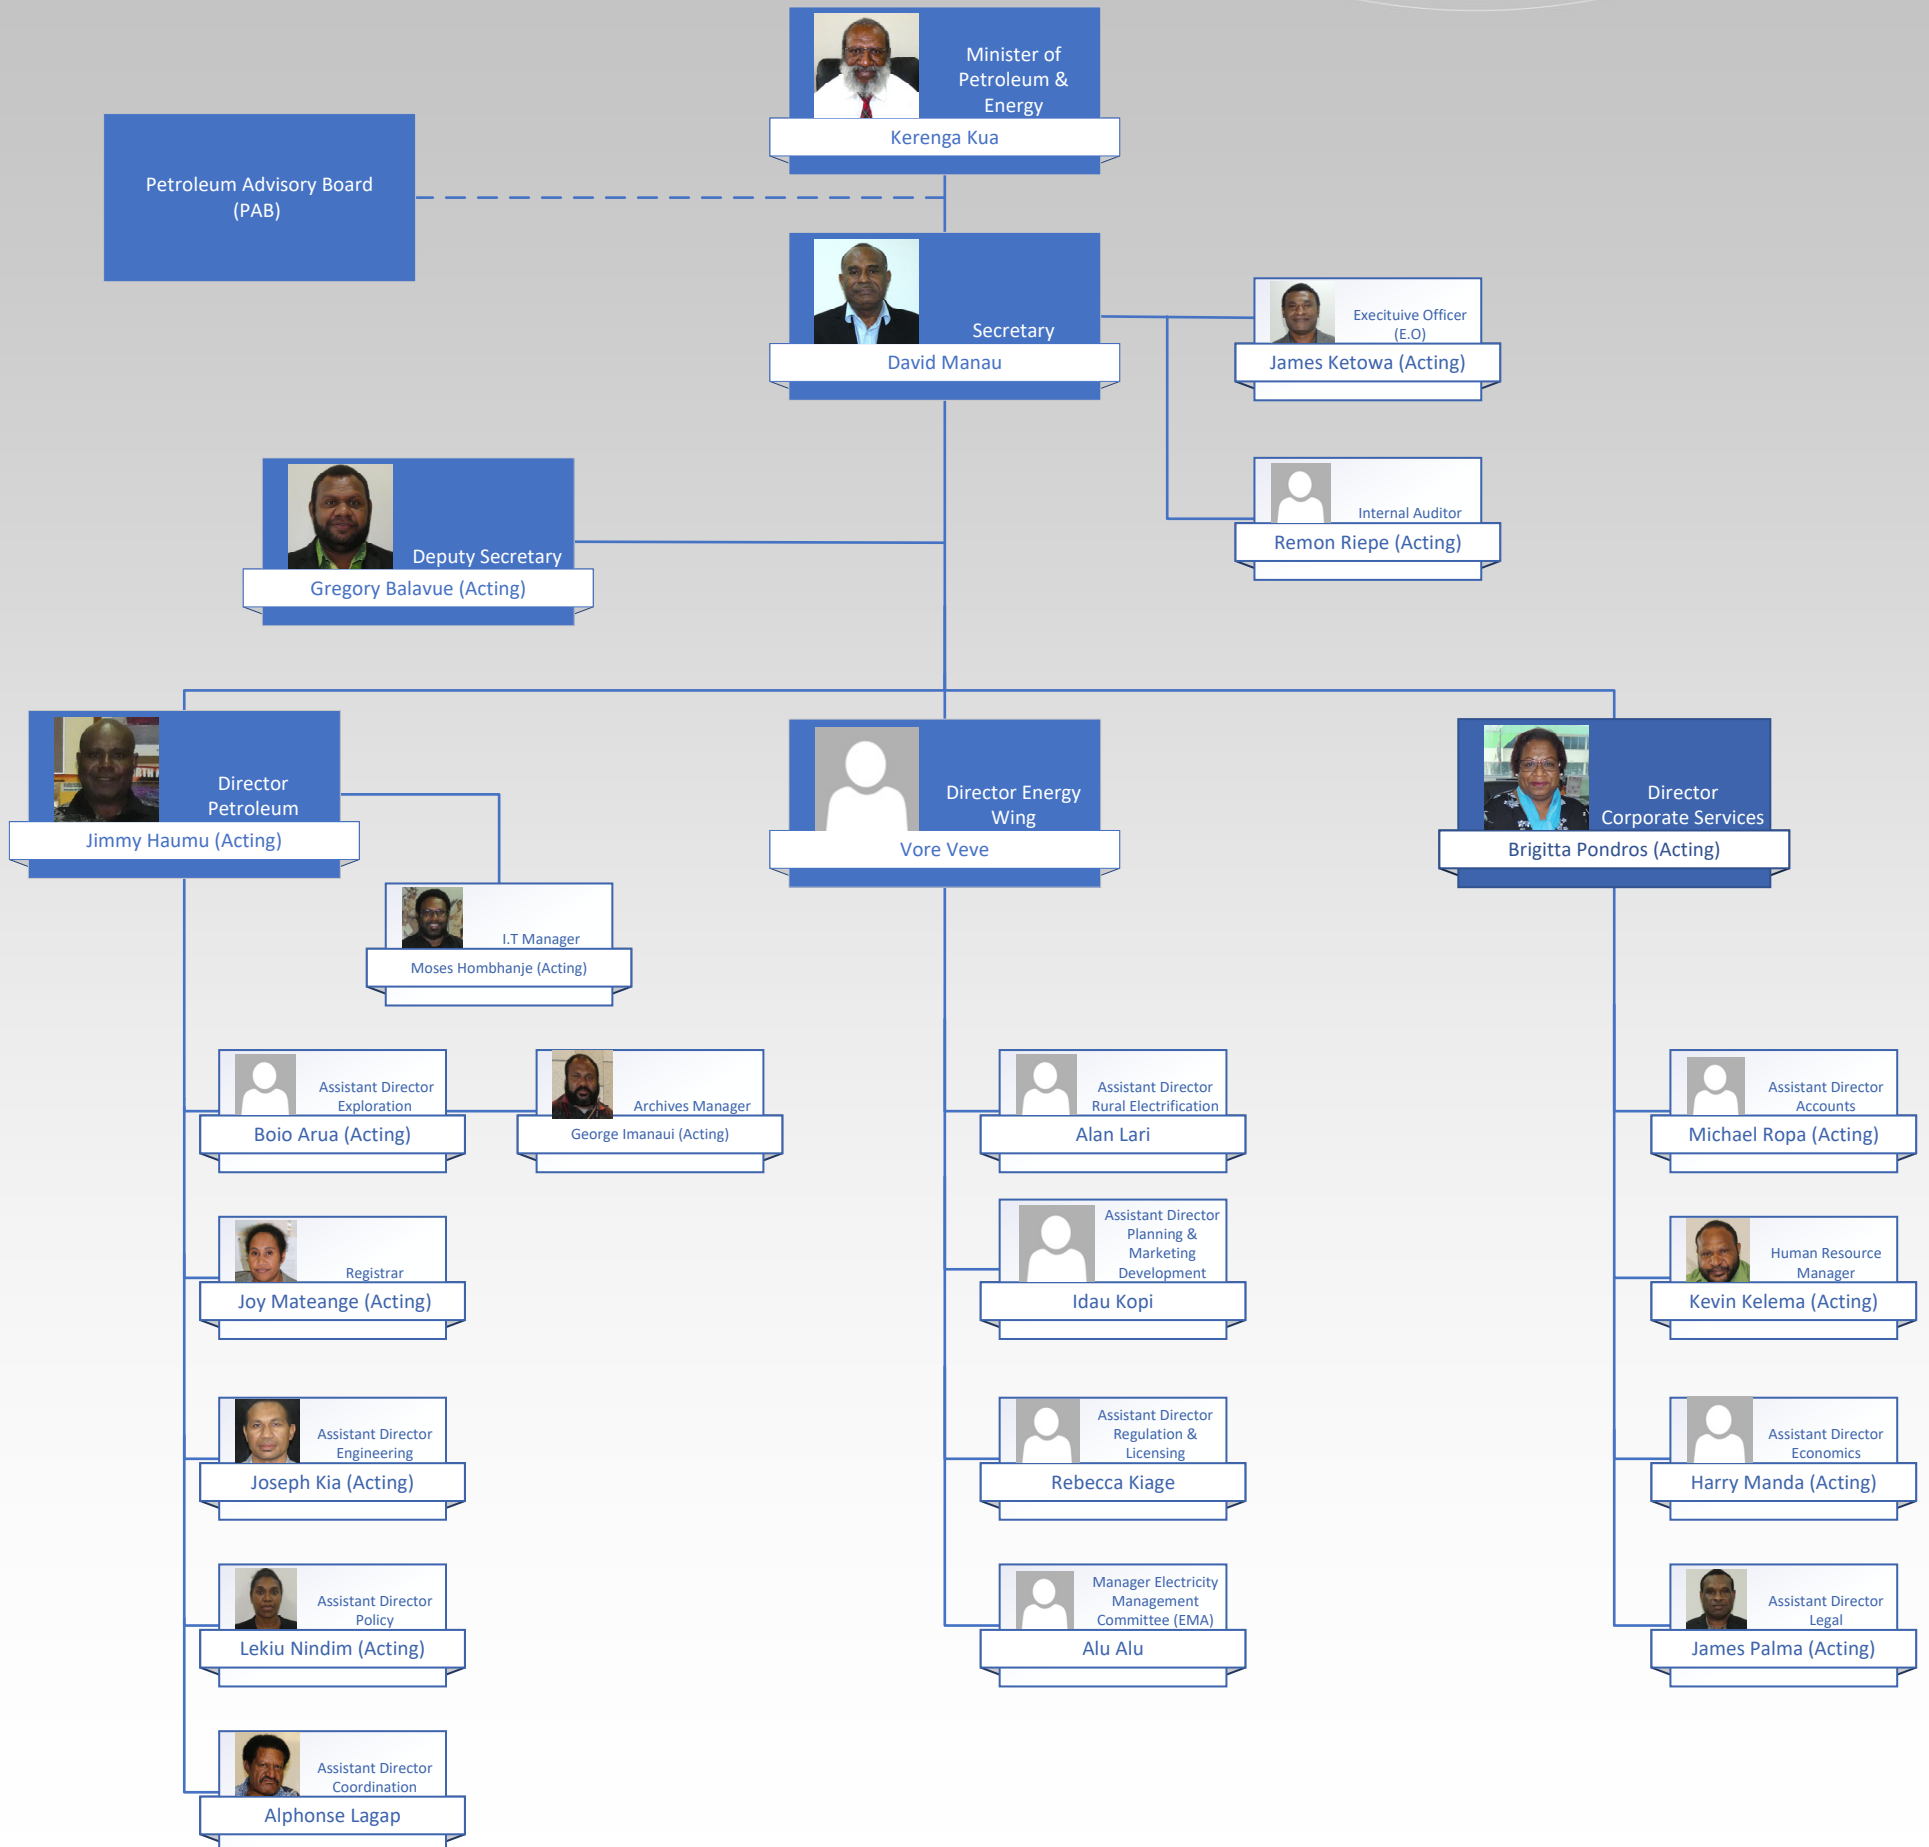 Minister of
Petroleum &
Energy
Kerenga Kua
Petroleum Advisory Board
(PAB)
Secretary
David Manau
Execituive Officer
(E.O)
James Ketowa (Acting)
Internal Auditor
Remon Riepe (Acting)
Deputy Secretary
Gregory Balavue (Acting)
Director
Petroleum
Jimmy Haumu (Acting)
Director Energy
Wing
Vore Veve
Director
Corporate Services
Brigitta Pondros (Acting)
I.T Manager
Moses Hombhanje (Acting)
Assistant Director
Exploration
Boio Arua (Acting)
Archives Manager
George Imanaui (Acting)
Registrar
Joy Mateange (Acting)
Assistant Director
Engineering
Joseph Kia (Acting)
Assistant Director
Policy
Lekiu Nindim (Acting)
Assistant Director
Coordination
Alphonse Lagap
Assistant Director
Rural Electrification
Alan Lari
Assistant Director
Planning &
Marketing
Development
Idau Kopi
Assistant Director
Regulation &
Licensing
Rebecca Kiage
Manager Electricity
Management
Committee (EMA)
Alu Alu
Assistant Director
Accounts
Michael Ropa (Acting)
Human Resource
Manager
Kevin Kelema (Acting)
Assistant Director
Economics
Harry Manda (Acting)
Assistant Director
Legal
James Palma (Acting)